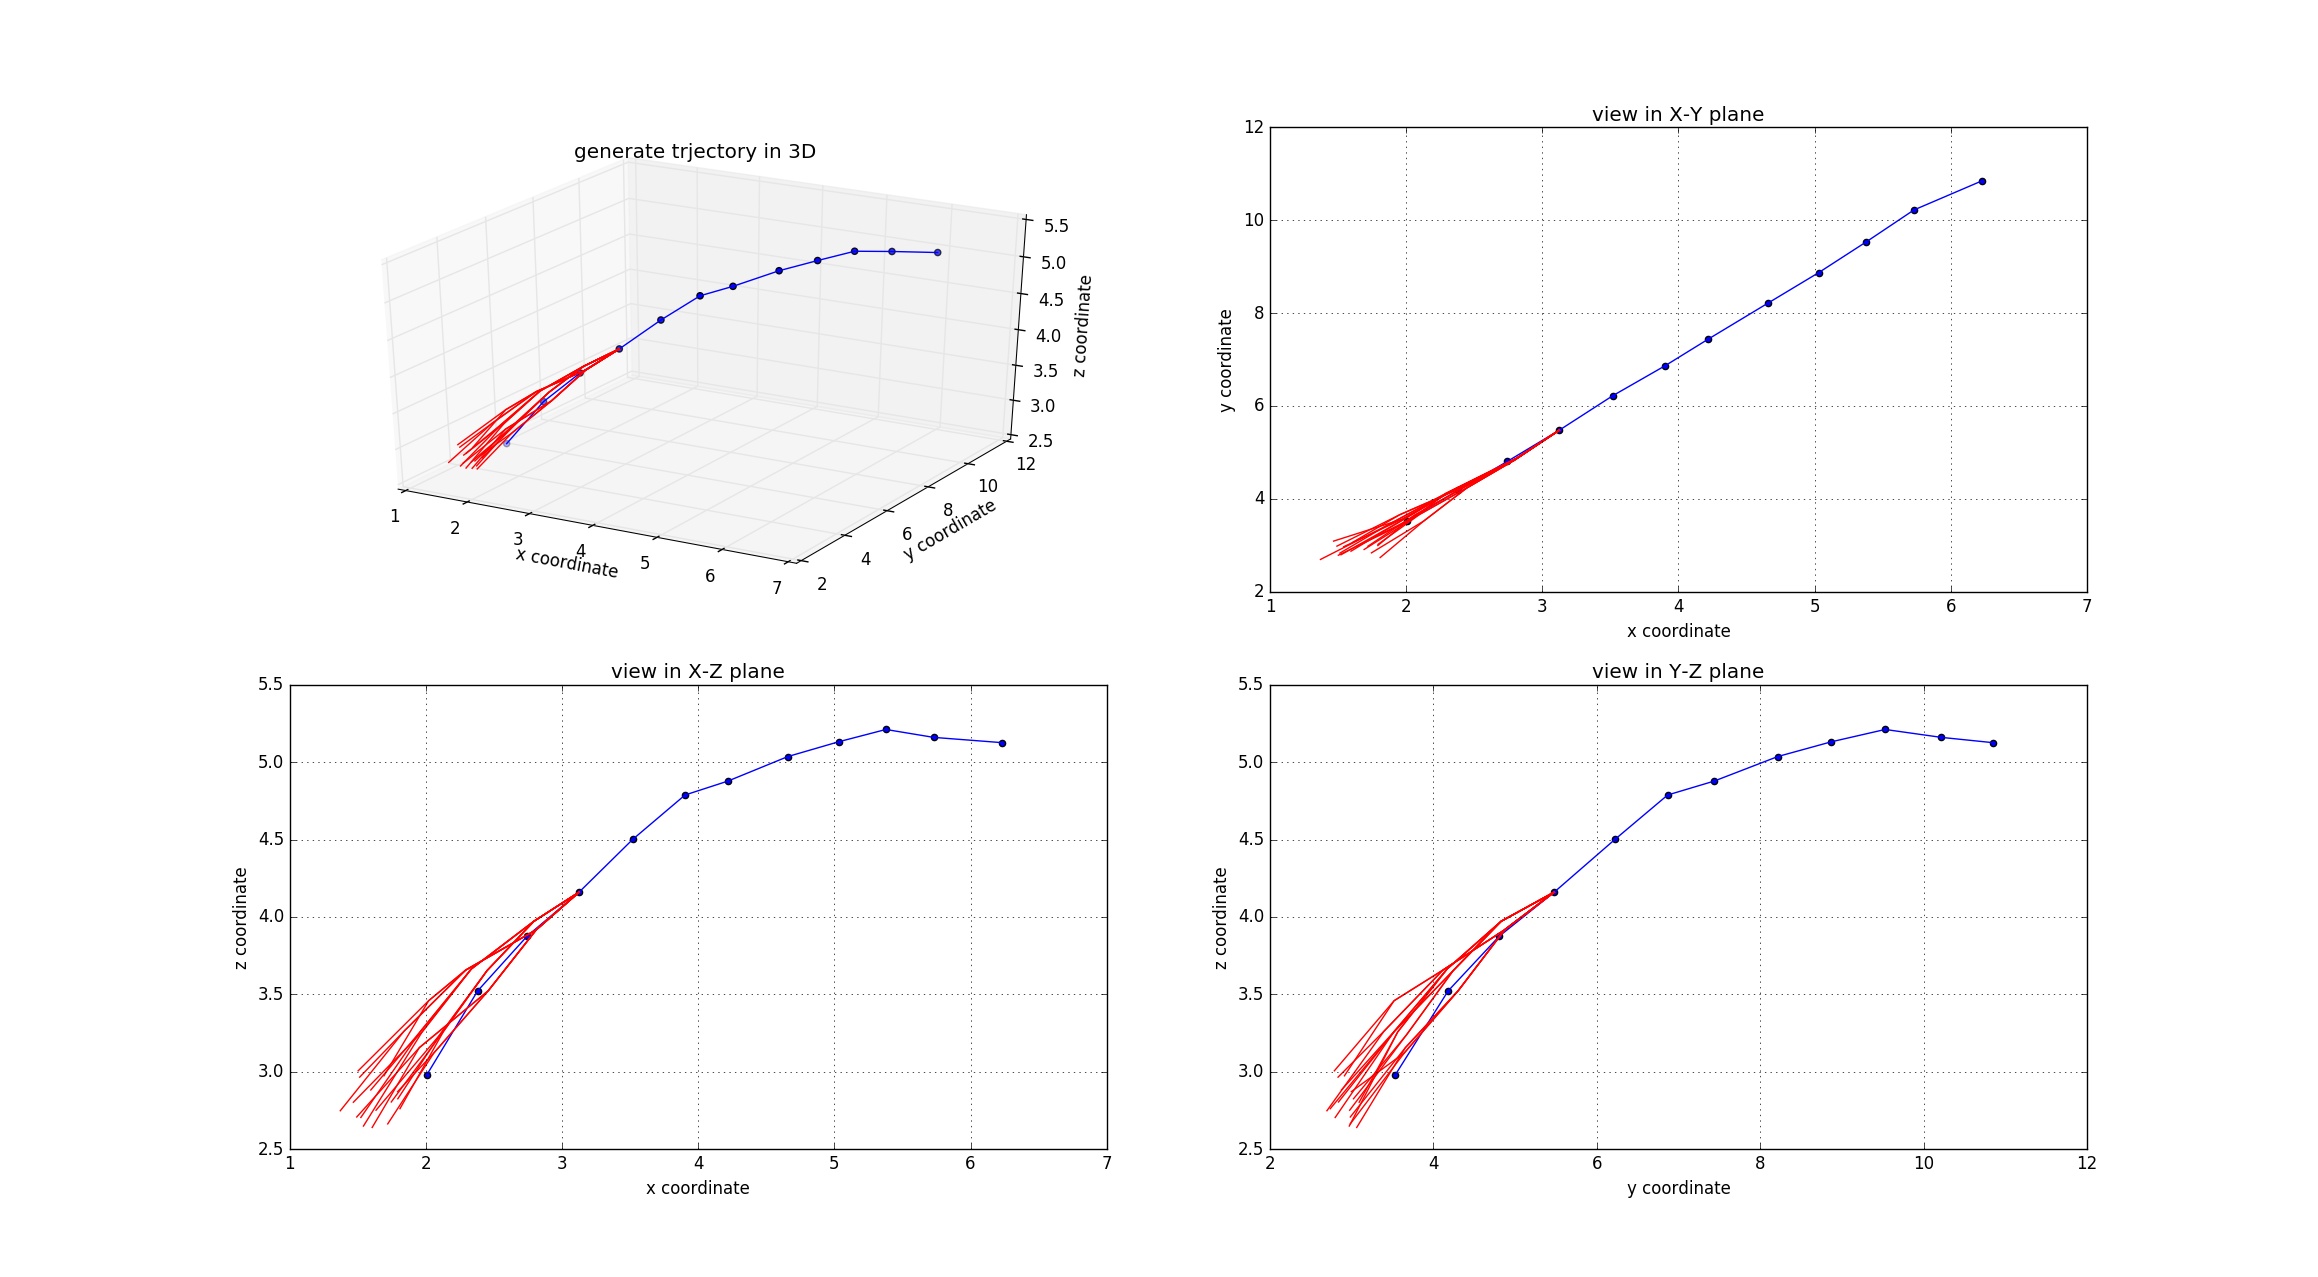 generate trjectory in 3D
5.5
5.0
4.5
4.0
3.5
3.0
2.5
z coordinate
1
2
3
4
5
6
7
x coordinate
2
4
6
8
10
12
y coordinate
view in X-Y plane
12
10
8
6
4
2
y coordinate
1 2 3 4 5 6 7
x coordinate
view in X-Z plane
5.5
5.0
4.5
4.0
3.5
3.0
2.5
z coordinate
1 2 3 4 5 6 7
x coordinate
view in Y-Z plane
5.5
5.0
4.5
4.0
3.5
3.0
2.5
z coordinate
2 4 6 8 10 12
y coordinate